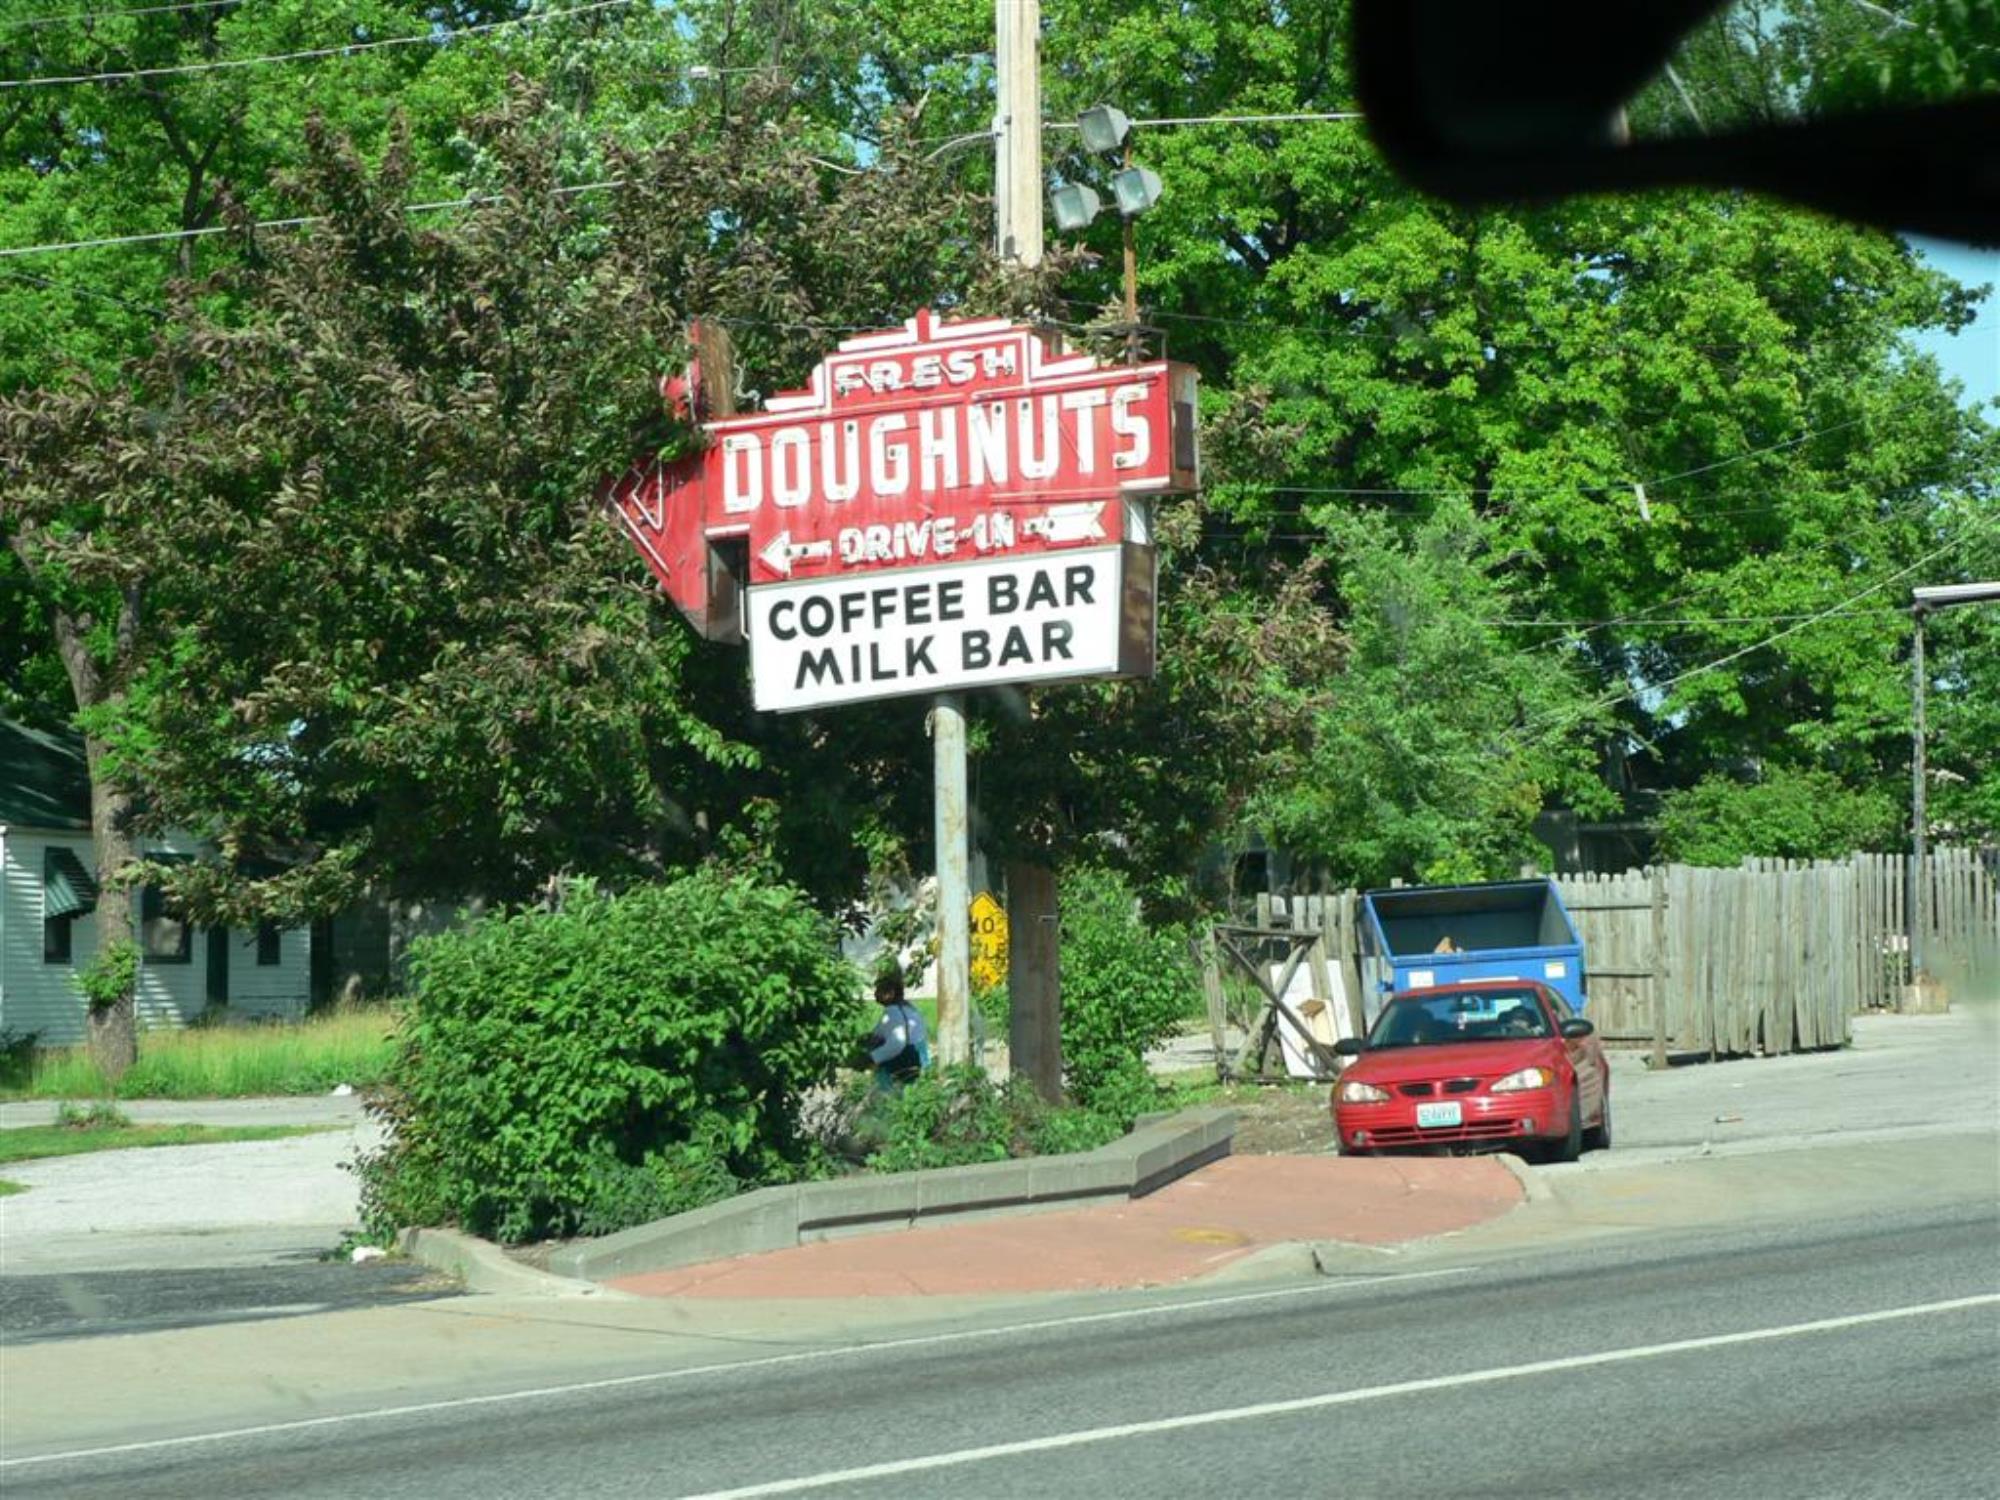 FRESH
DOUGHNUTS
DRIVE-IN
COFFEE BAR
MILK BAR